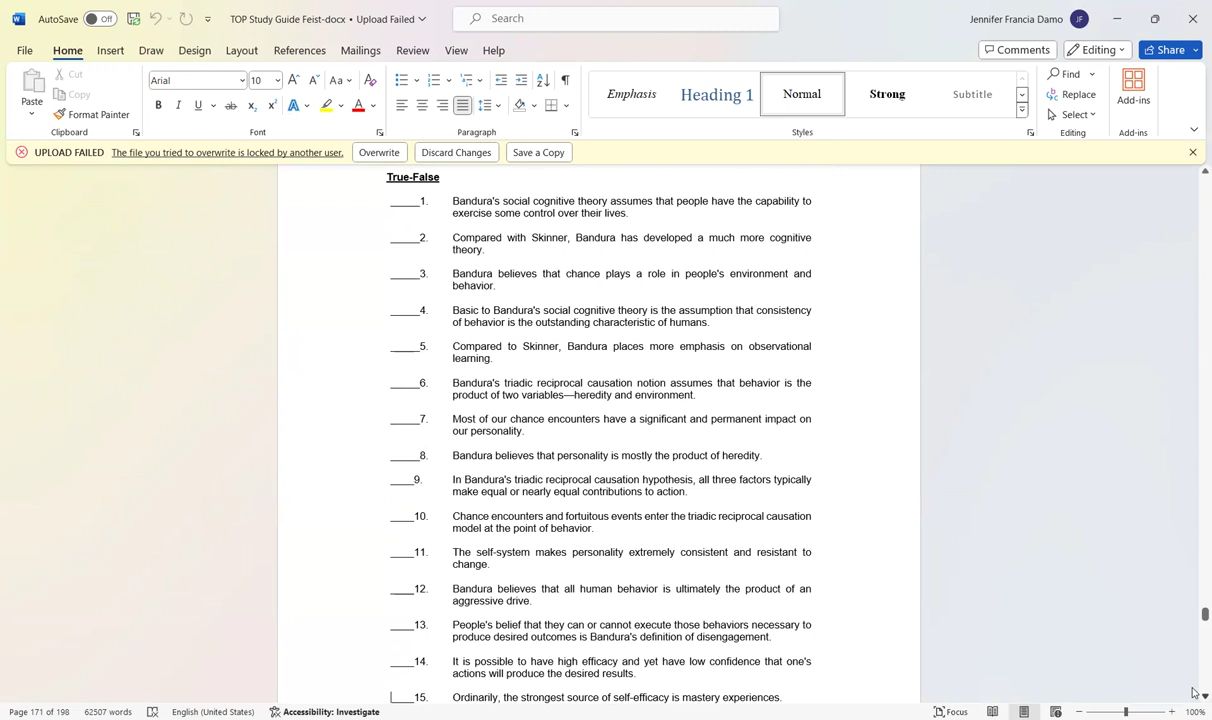 AutoSave Off TOP Study Guide Feist-docx • Upload Failed Search Jennifer Francia Damo JF
File Home Insert Draw Design Layout References Mailings Review View Help Comments Editing Share
Paste Cut Copy Format Painter Arial 10 Emphasis Heading 1 Normal Strong Subtitle Find Replace Select Add-ins
Clipboard Font Paragraph Styles Editing Add-ins
UPLOAD FAILED The file you tried to overwrite is locked by another user. Overwrite Discard Changes Save a Copy
True-False
______1. Bandura's social cognitive theory assumes that people have the capability to
exercise some control over their lives.
______2. Compared with Skinner, Bandura has developed a much more cognitive
theory.
______3. Bandura believes that chance plays a role in people's environment and
behavior.
______4. Basic to Bandura's social cognitive theory is the assumption that consistency
of behavior is the outstanding characteristic of humans.
______5. Compared to Skinner, Bandura places more emphasis on observational
learning.
______6. Bandura's triadic reciprocal causation notion assumes that behavior is the
product of two variables—heredity and environment.
______7. Most of our chance encounters have a significant and permanent impact on
our personality.
______8. Bandura believes that personality is mostly the product of heredity.
_____9. In Bandura's triadic reciprocal causation hypothesis, all three factors typically
make equal or nearly equal contributions to action.
_____10. Chance encounters and fortuitous events enter the triadic reciprocal causation
model at the point of behavior.
_____11. The self-system makes personality extremely consistent and resistant to
change.
_____12. Bandura believes that all human behavior is ultimately the product of an
aggressive drive.
_____13. People's belief that they can or cannot execute those behaviors necessary to
produce desired outcomes is Bandura's definition of disengagement.
_____14. It is possible to have high efficacy and yet have low confidence that one's
actions will produce the desired results.
15. Ordinarily, the strongest source of self-efficacy is mastery experiences.
Page 171 of 198 62507 words English (United States) Accessibility: Investigate Focus 100%